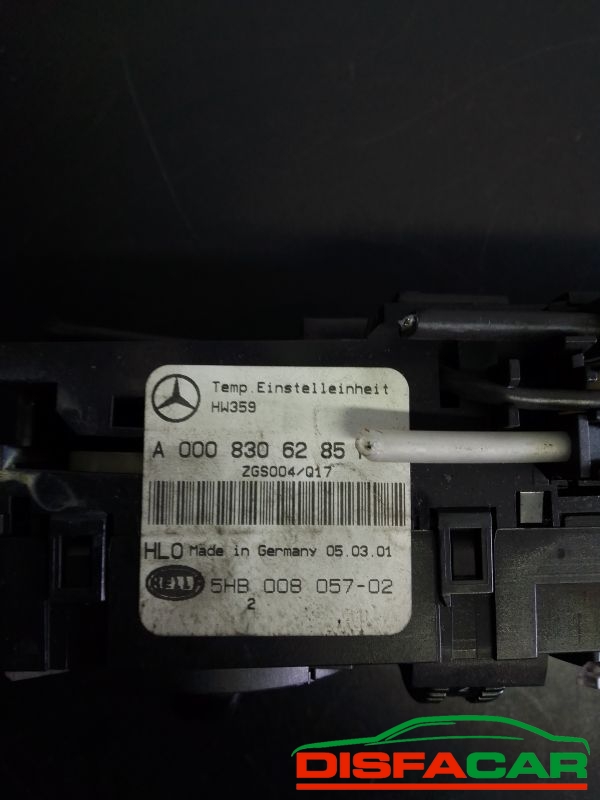 Temp.Einstelleinheit
HW359
A 000 830 62 85
ZGS004/Q17
HLO Made in Germany 05.03.01
HELLA 5HB 008 057-02
2
DISFACAR